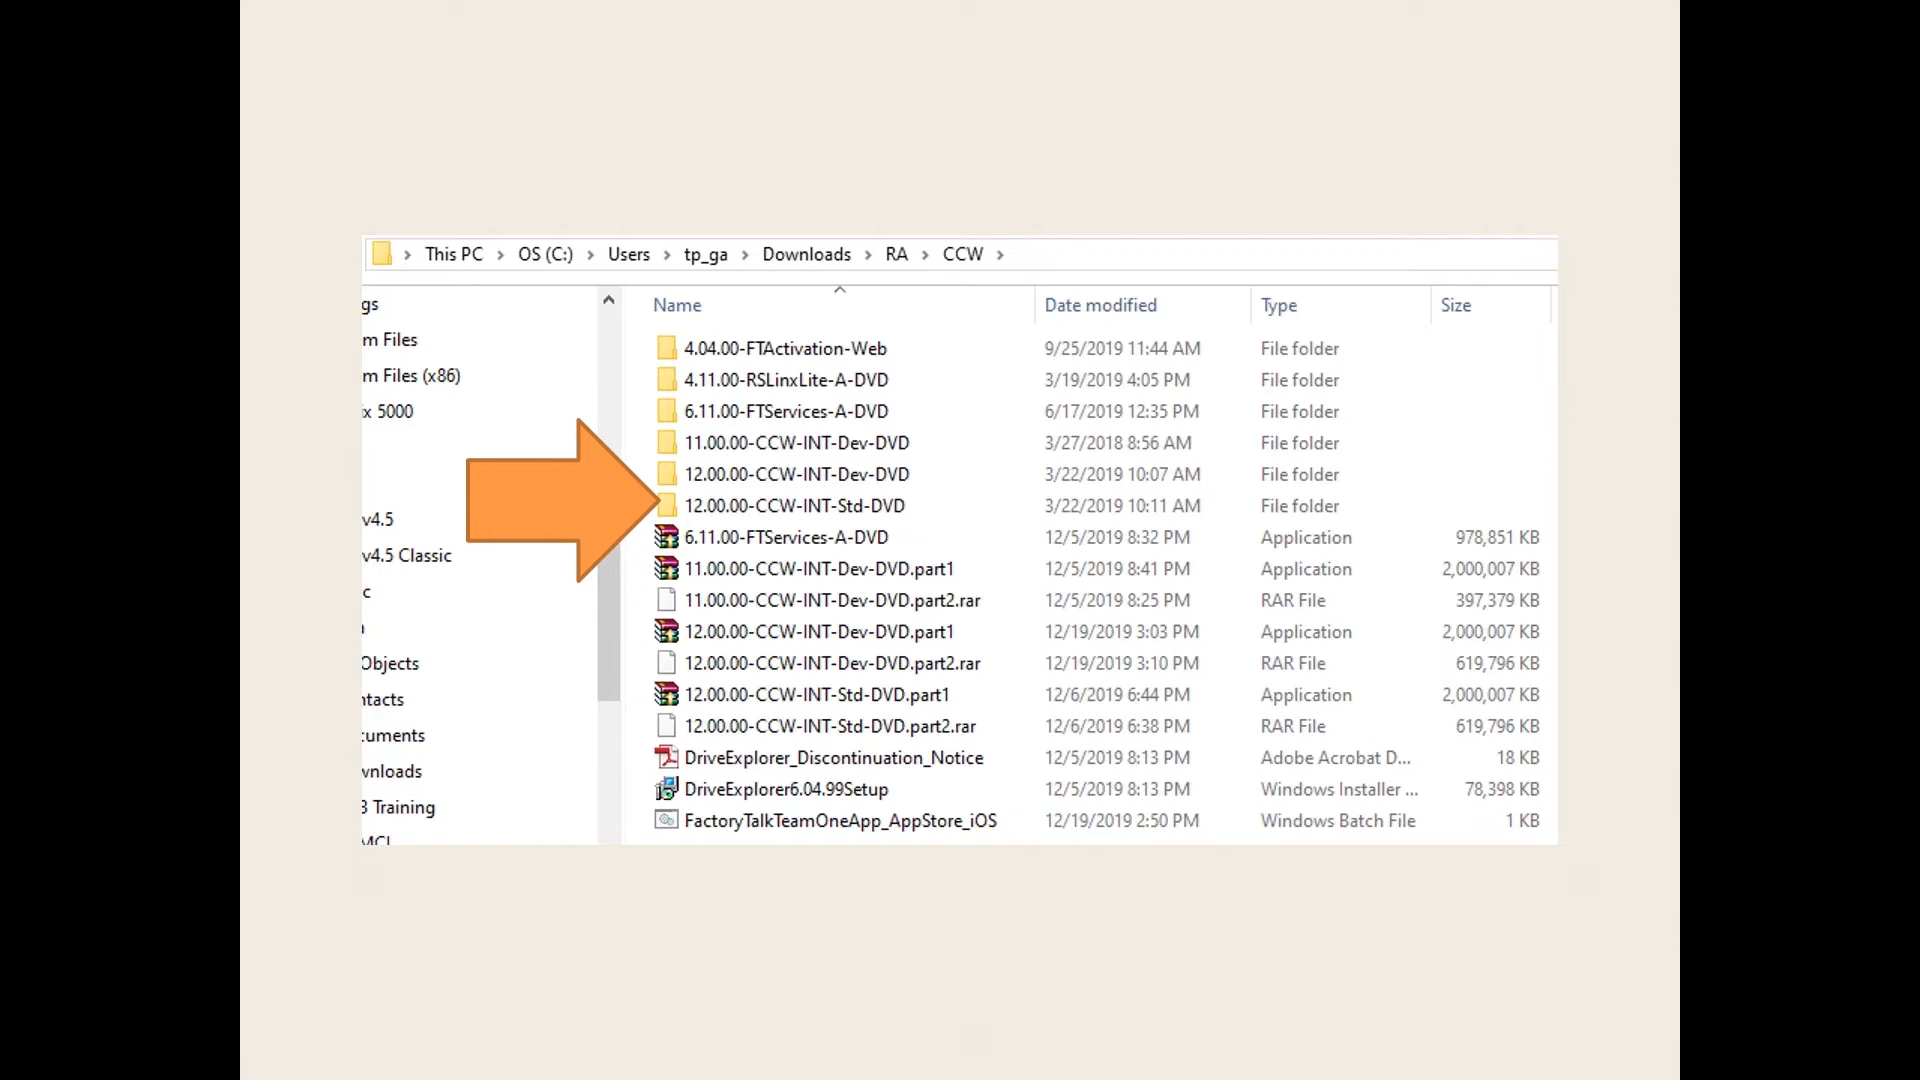 This PC > OS (C:) > Users > tp_ga > Downloads > RA > CCW >
gs
m Files
m Files (x86)
x 5000
v4.5
v4.5 Classic
c
Objects
ntacts
cuments
wnloads
3 Training
Name Date modified Type Size
4.04.00-FTActivation-Web 9/25/2019 11:44 AM File folder
4.11.00-RSLinxLite-A-DVD 3/19/2019 4:05 PM File folder
6.11.00-FTServices-A-DVD 6/17/2019 12:35 PM File folder
11.00.00-CCW-INT-Dev-DVD 3/27/2018 8:56 AM File folder
12.00.00-CCW-INT-Dev-DVD 3/22/2019 10:07 AM File folder
12.00.00-CCW-INT-Std-DVD 3/22/2019 10:11 AM File folder
6.11.00-FTServices-A-DVD 12/5/2019 8:32 PM Application 978,851 KB
11.00.00-CCW-INT-Dev-DVD.part1 12/5/2019 8:41 PM Application 2,000,007 KB
11.00.00-CCW-INT-Dev-DVD.part2.rar 12/5/2019 8:25 PM RAR File 397,379 KB
12.00.00-CCW-INT-Dev-DVD.part1 12/19/2019 3:03 PM Application 2,000,007 KB
12.00.00-CCW-INT-Dev-DVD.part2.rar 12/19/2019 3:10 PM RAR File 619,796 KB
12.00.00-CCW-INT-Std-DVD.part1 12/6/2019 6:44 PM Application 2,000,007 KB
12.00.00-CCW-INT-Std-DVD.part2.rar 12/6/2019 6:38 PM RAR File 619,796 KB
DriveExplorer_Discontinuation_Notice 12/5/2019 8:13 PM Adobe Acrobat D... 18 KB
DriveExplorer6.04.99Setup 12/5/2019 8:13 PM Windows Installer ... 78,398 KB
FactoryTalkTeamOneApp_AppStore_iOS 12/19/2019 2:50 PM Windows Batch File 1 KB